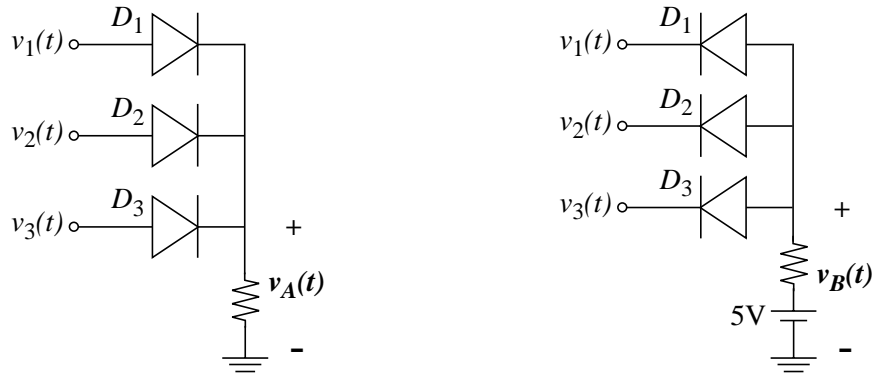 D1
v1(t)
D2
v2(t)
D3
v3(t)
+
vA(t)
-
D1
v1(t)
D2
v2(t)
D3
v3(t)
+
vB(t)
5V
-